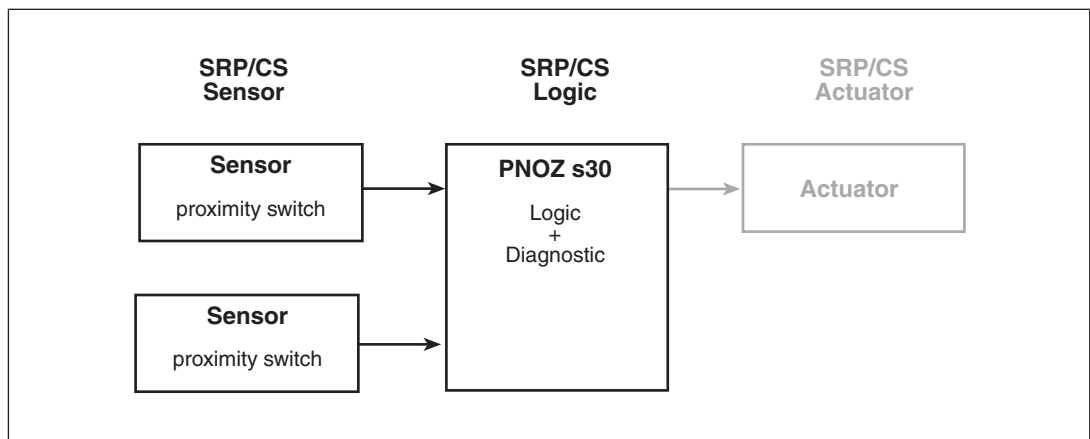 SRP/CS
Sensor
SRP/CS
Logic
SRP/CS
Actuator
Sensor
proximity switch
PNOZ s30
Logic
+
Diagnostic
Actuator
Sensor
proximity switch